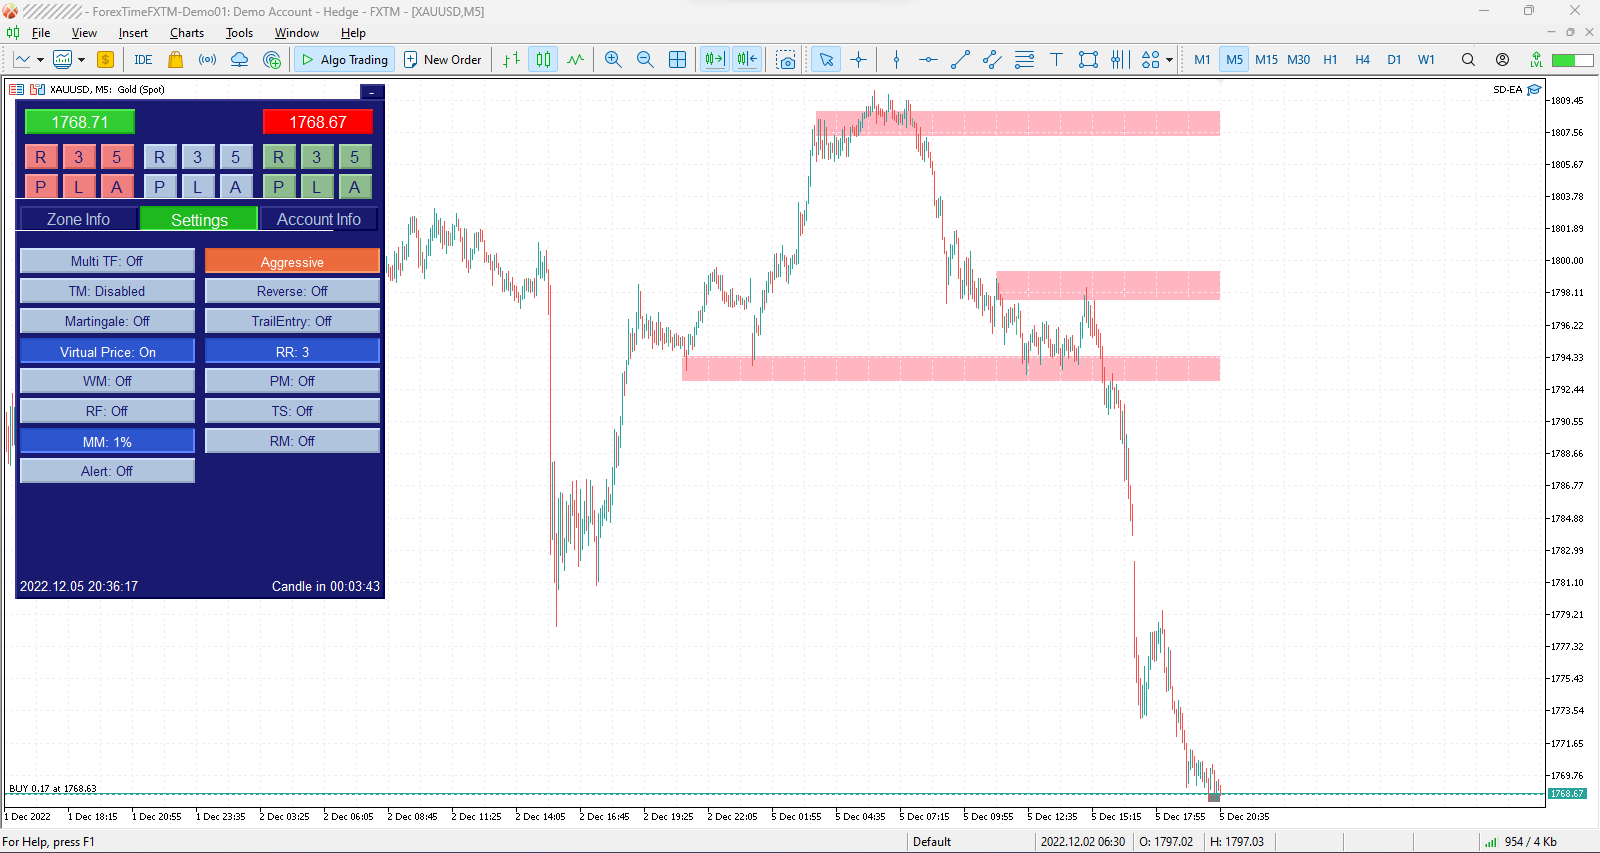 - ForexTimeFXTM-Demo01: Demo Account - Hedge - FXTM - [XAUUSD,M5]
File View Insert Charts Tools Window Help
IDE Algo Trading New Order M1 M5 M15 M30 H1 H4 D1 W1 LVL
XAUUSD, M5: Gold (Spot)
SD-EA
1768.71 1768.67
R 3 5 R 3 5 R 3 5
P L A P L A P L A
Zone Info Settings Account Info
Multi TF: Off Aggressive
TM: Disabled Reverse: Off
Martingale: Off TrailEntry: Off
Virtual Price: On RR: 3
WM: Off PM: Off
RF: Off TS: Off
MM: 1% RM: Off
Alert: Off
2022.12.05 20:36:17 Candle in 00:03:43
1809.45
1807.56
1805.67
1803.78
1801.89
1800.00
1798.11
1796.22
1794.33
1792.44
1790.55
1788.66
1786.77
1784.88
1782.99
1781.10
1779.21
1777.32
1775.43
1773.54
1771.65
1769.76
BUY 0.17 at 1768.63
1768.67
1 Dec 2022 1 Dec 18:15 1 Dec 20:55 1 Dec 23:35 2 Dec 03:25 2 Dec 06:05 2 Dec 08:45 2 Dec 11:25 2 Dec 14:05 2 Dec 16:45 2 Dec 19:25 2 Dec 22:05 5 Dec 01:55 5 Dec 04:35 5 Dec 07:15 5 Dec 09:55 5 Dec 12:35 5 Dec 15:15 5 Dec 17:55 5 Dec 20:35
For Help, press F1 Default 2022.12.02 06:30 O: 1797.02 H: 1797.03 954 / 4 Kb